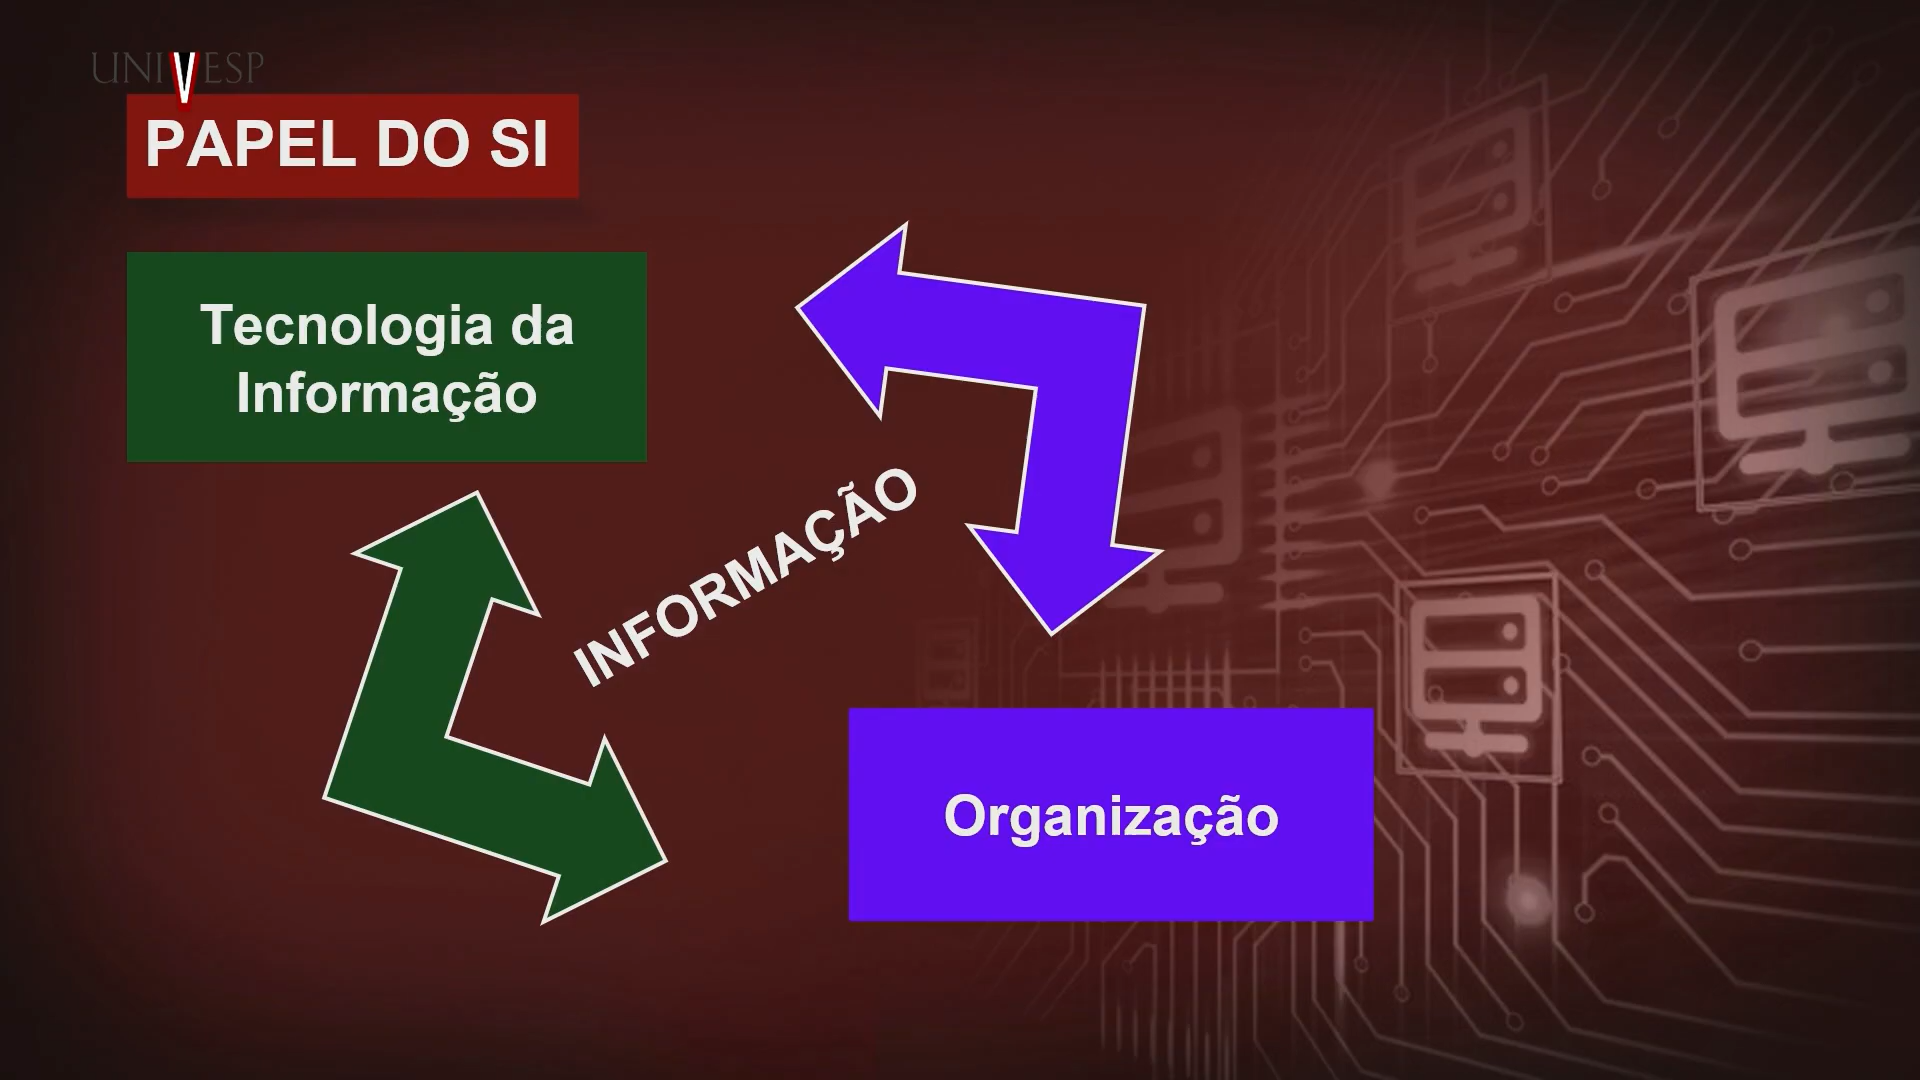 UNIVESP
PAPEL DO SI
Tecnologia da
Informação
INFORMAÇÃO
Organização